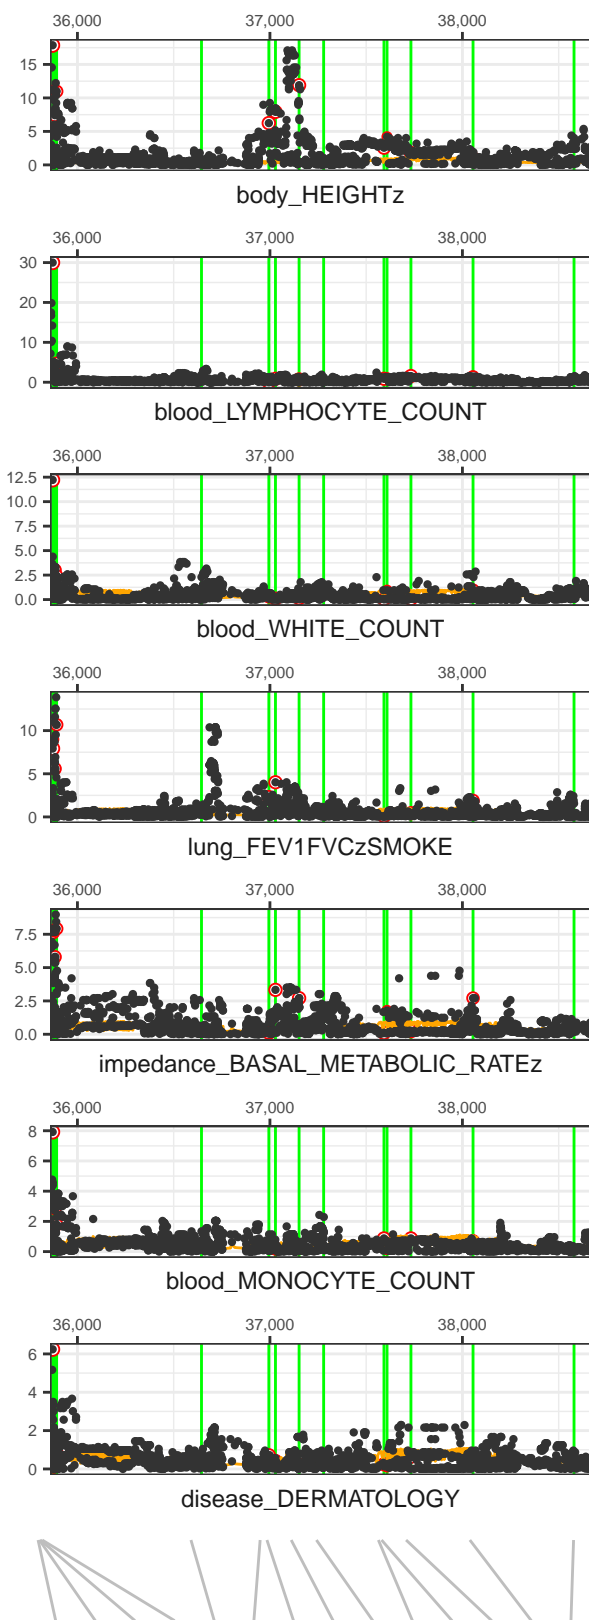 36,000 37,000 38,000
15
10
5
0
body_HEIGHTz
36,000 37,000 38,000
30
20
10
0
blood_LYMPHOCYTE_COUNT
36,000 37,000 38,000
12.5
10.0
7.5
5.0
2.5
0.0
blood_WHITE_COUNT
36,000 37,000 38,000
10
5
0
lung_FEV1FVCzSMOKE
36,000 37,000 38,000
7.5
5.0
2.5
0.0
impedance_BASAL_METABOLIC_RATEz
36,000 37,000 38,000
8
6
4
2
0
blood_MONOCYTE_COUNT
36,000 37,000 38,000
6
4
2
0
disease_DERMATOLOGY